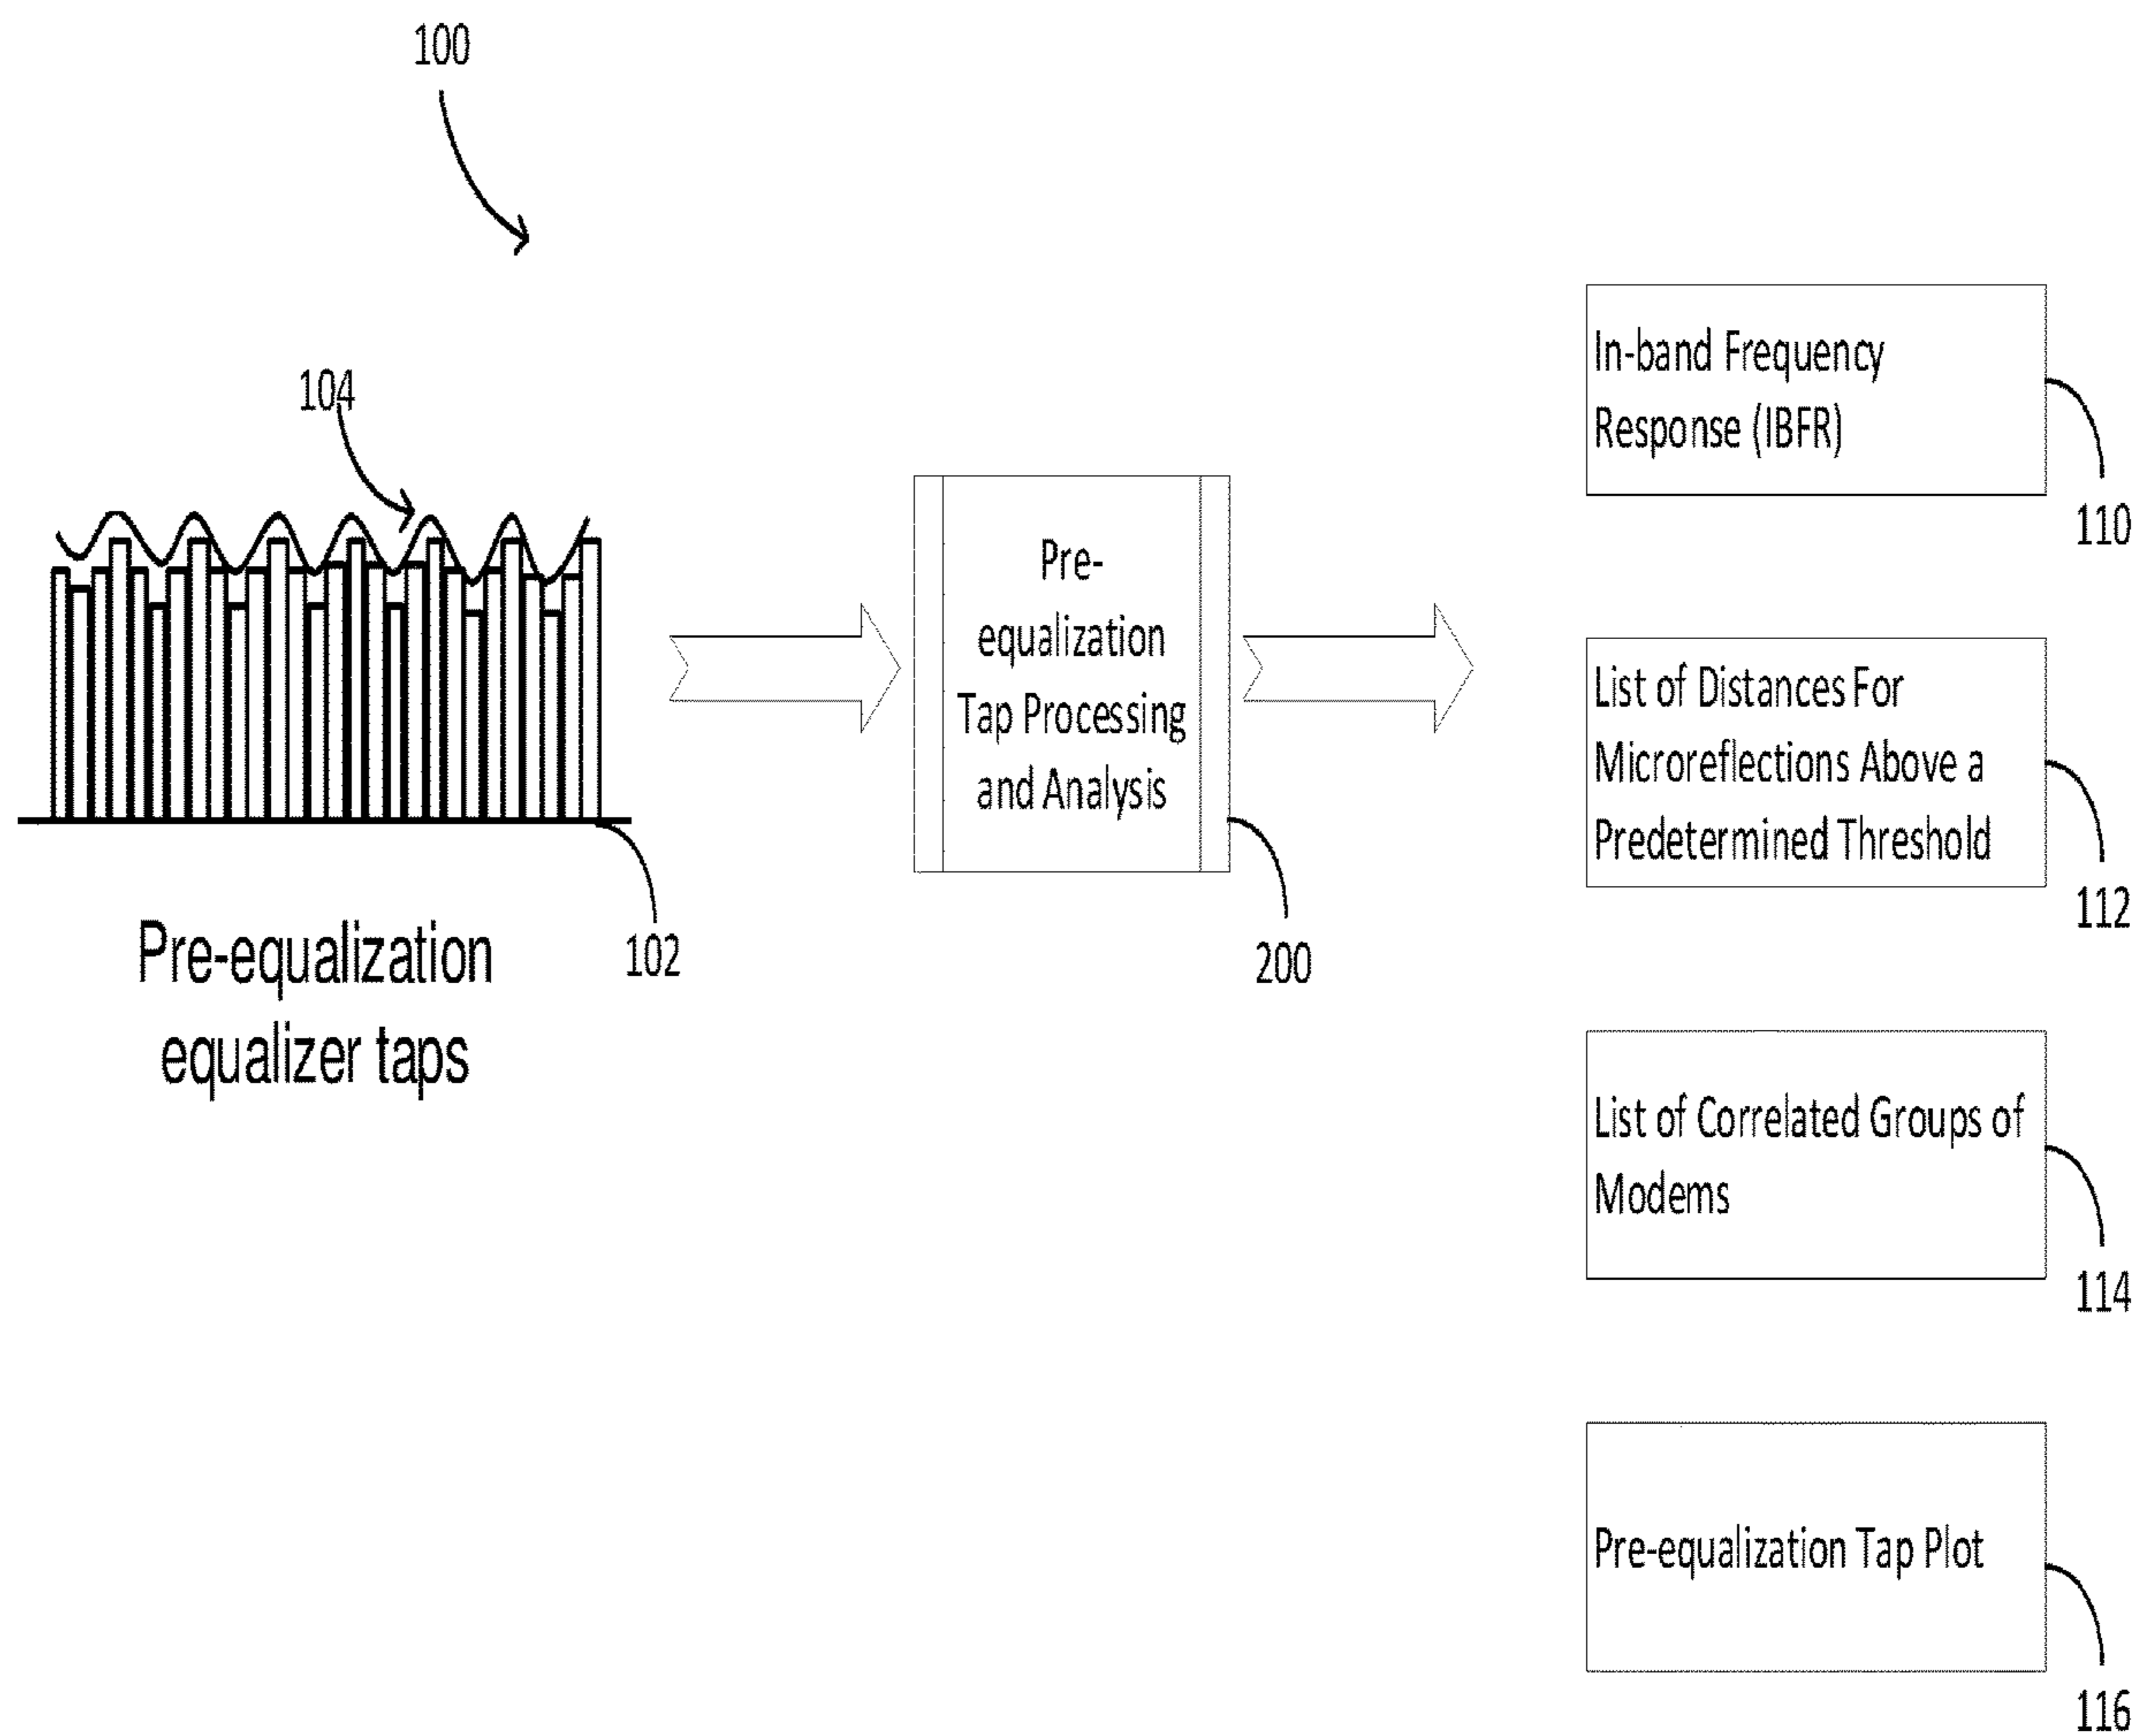 100
104
Pre-equalization
equalizer taps
102
Pre-
equalization
Tap Processing
and Analysis
200
In-band Frequency
Response (IBFR)
110
List of Distances For
Microreflections Above a
Predetermined Threshold
112
List of Correlated Groups of
Modems
114
Pre-equalization Tap Plot
116